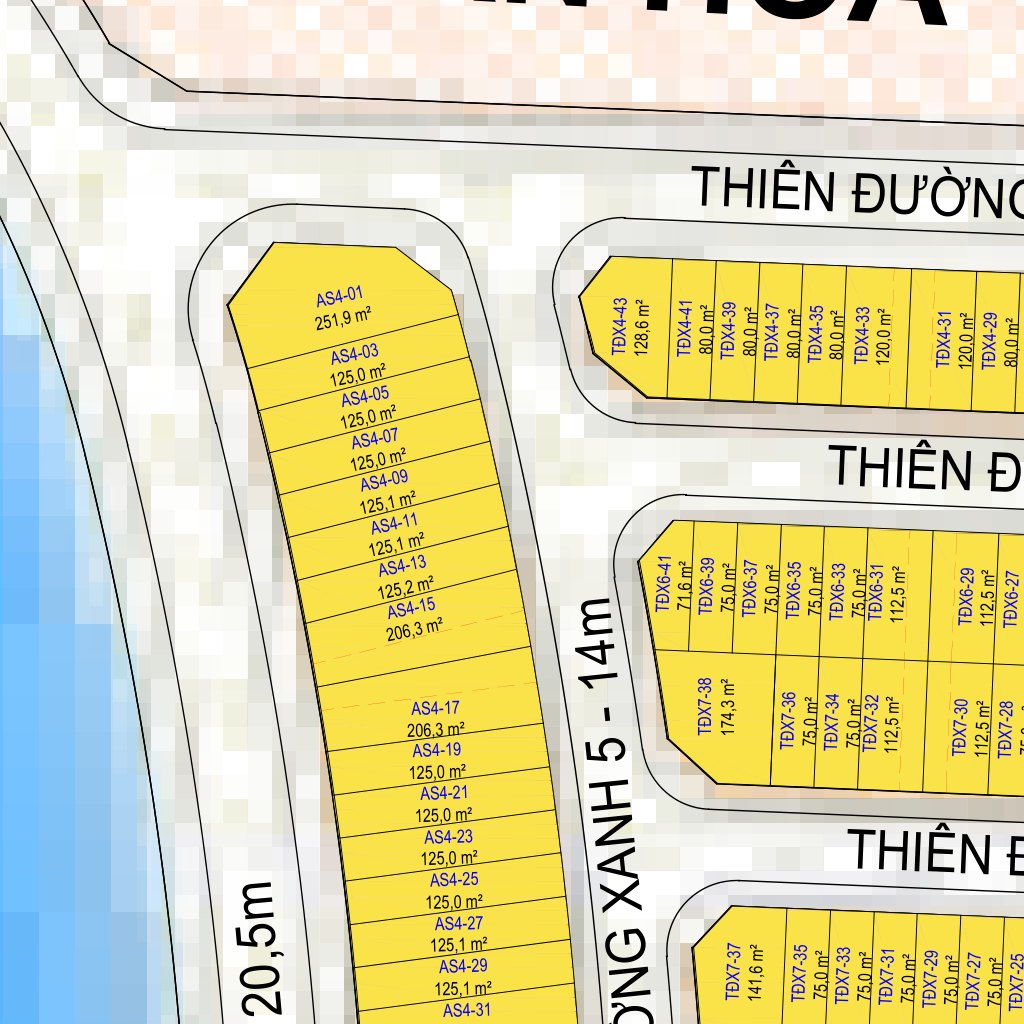 THIÊN ĐƯỜNG
AS4-01
251,9 m²
AS4-03
125,0 m²
AS4-05
125,0 m²
AS4-07
125,0 m²
AS4-09
125,1 m²
AS4-11
125,1 m²
AS4-13
125,2 m²
AS4-15
206,3 m²
AS4-17
206,3 m²
AS4-19
125,0 m²
AS4-21
125,0 m²
AS4-23
125,0 m²
AS4-25
125,0 m²
AS4-27
125,1 m²
AS4-29
125,1 m²
AS4-31
TĐX4-43
128,6 m²
TĐX4-41
80,0 m²
TĐX4-39
80,0 m²
TĐX4-37
80,0 m²
TĐX4-35
80,0 m²
TĐX4-33
120,0 m²
TĐX4-31
120,0 m²
TĐX4-29
80,0 m²
THIÊN Đ
TĐX6-41
71,6 m²
TĐX6-39
75,0 m²
TĐX6-37
75,0 m²
TĐX6-35
75,0 m²
TĐX6-33
75,0 m²
TĐX6-31
112,5 m²
TĐX6-29
112,5 m²
TĐX6-27
TĐX7-38
174,3 m²
TĐX7-36
75,0 m²
TĐX7-34
75,0 m²
TĐX7-32
112,5 m²
TĐX7-30
112,5 m²
TĐX7-28
THIÊN Đ
TĐX7-37
141,6 m²
TĐX7-35
75,0 m²
TĐX7-33
75,0 m²
TĐX7-31
75,0 m²
TĐX7-29
75,0 m²
TĐX7-27
75,0 m²
TĐX7-25
ỜNG XANH 5 - 14m
20,5m